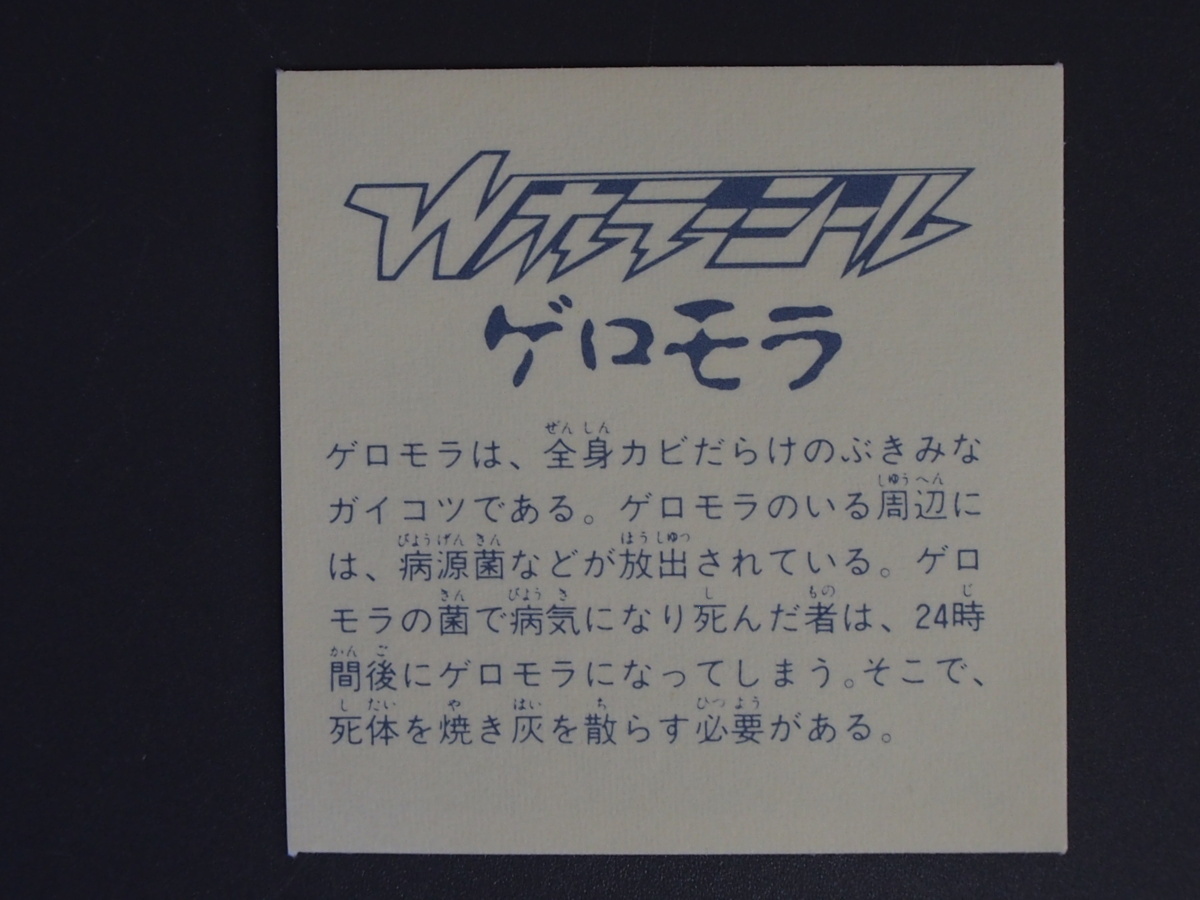 Wホラーシール
ゲロモラ
ゲロモラは、全身カビだらけのぶきみな
ガイコツである。ゲロモラのいる周辺に
は、病源菌などが放出されている。ゲロ
モラの菌で病気になり死んだ者は、24時
間後にゲロモラになってしまう。そこで、
死体を焼き灰を散らす必要がある。